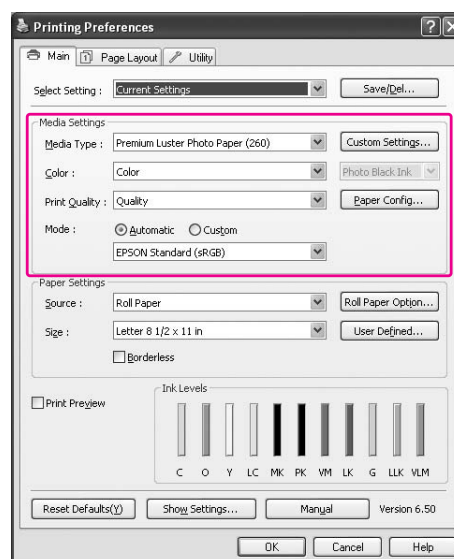 Printing Preferences
Main Page Layout Utility
Select Setting : Current Settings Save/Del...
Media Settings
Media Type : Premium Luster Photo Paper (260) Custom Settings...
Color : Color Photo Black Ink
Print Quality : Quality Paper Config...
Mode : Automatic Custom
EPSON Standard (sRGB)
Paper Settings
Source : Roll Paper Roll Paper Option...
Size : Letter 8 1/2 x 11 in User Defined...
Borderless
Print Preview
Ink Levels
C O Y LC MK PK VM LK G LLK VLM
Reset Defaults(Y) Show Settings... Manual Version 6.50
OK Cancel Help